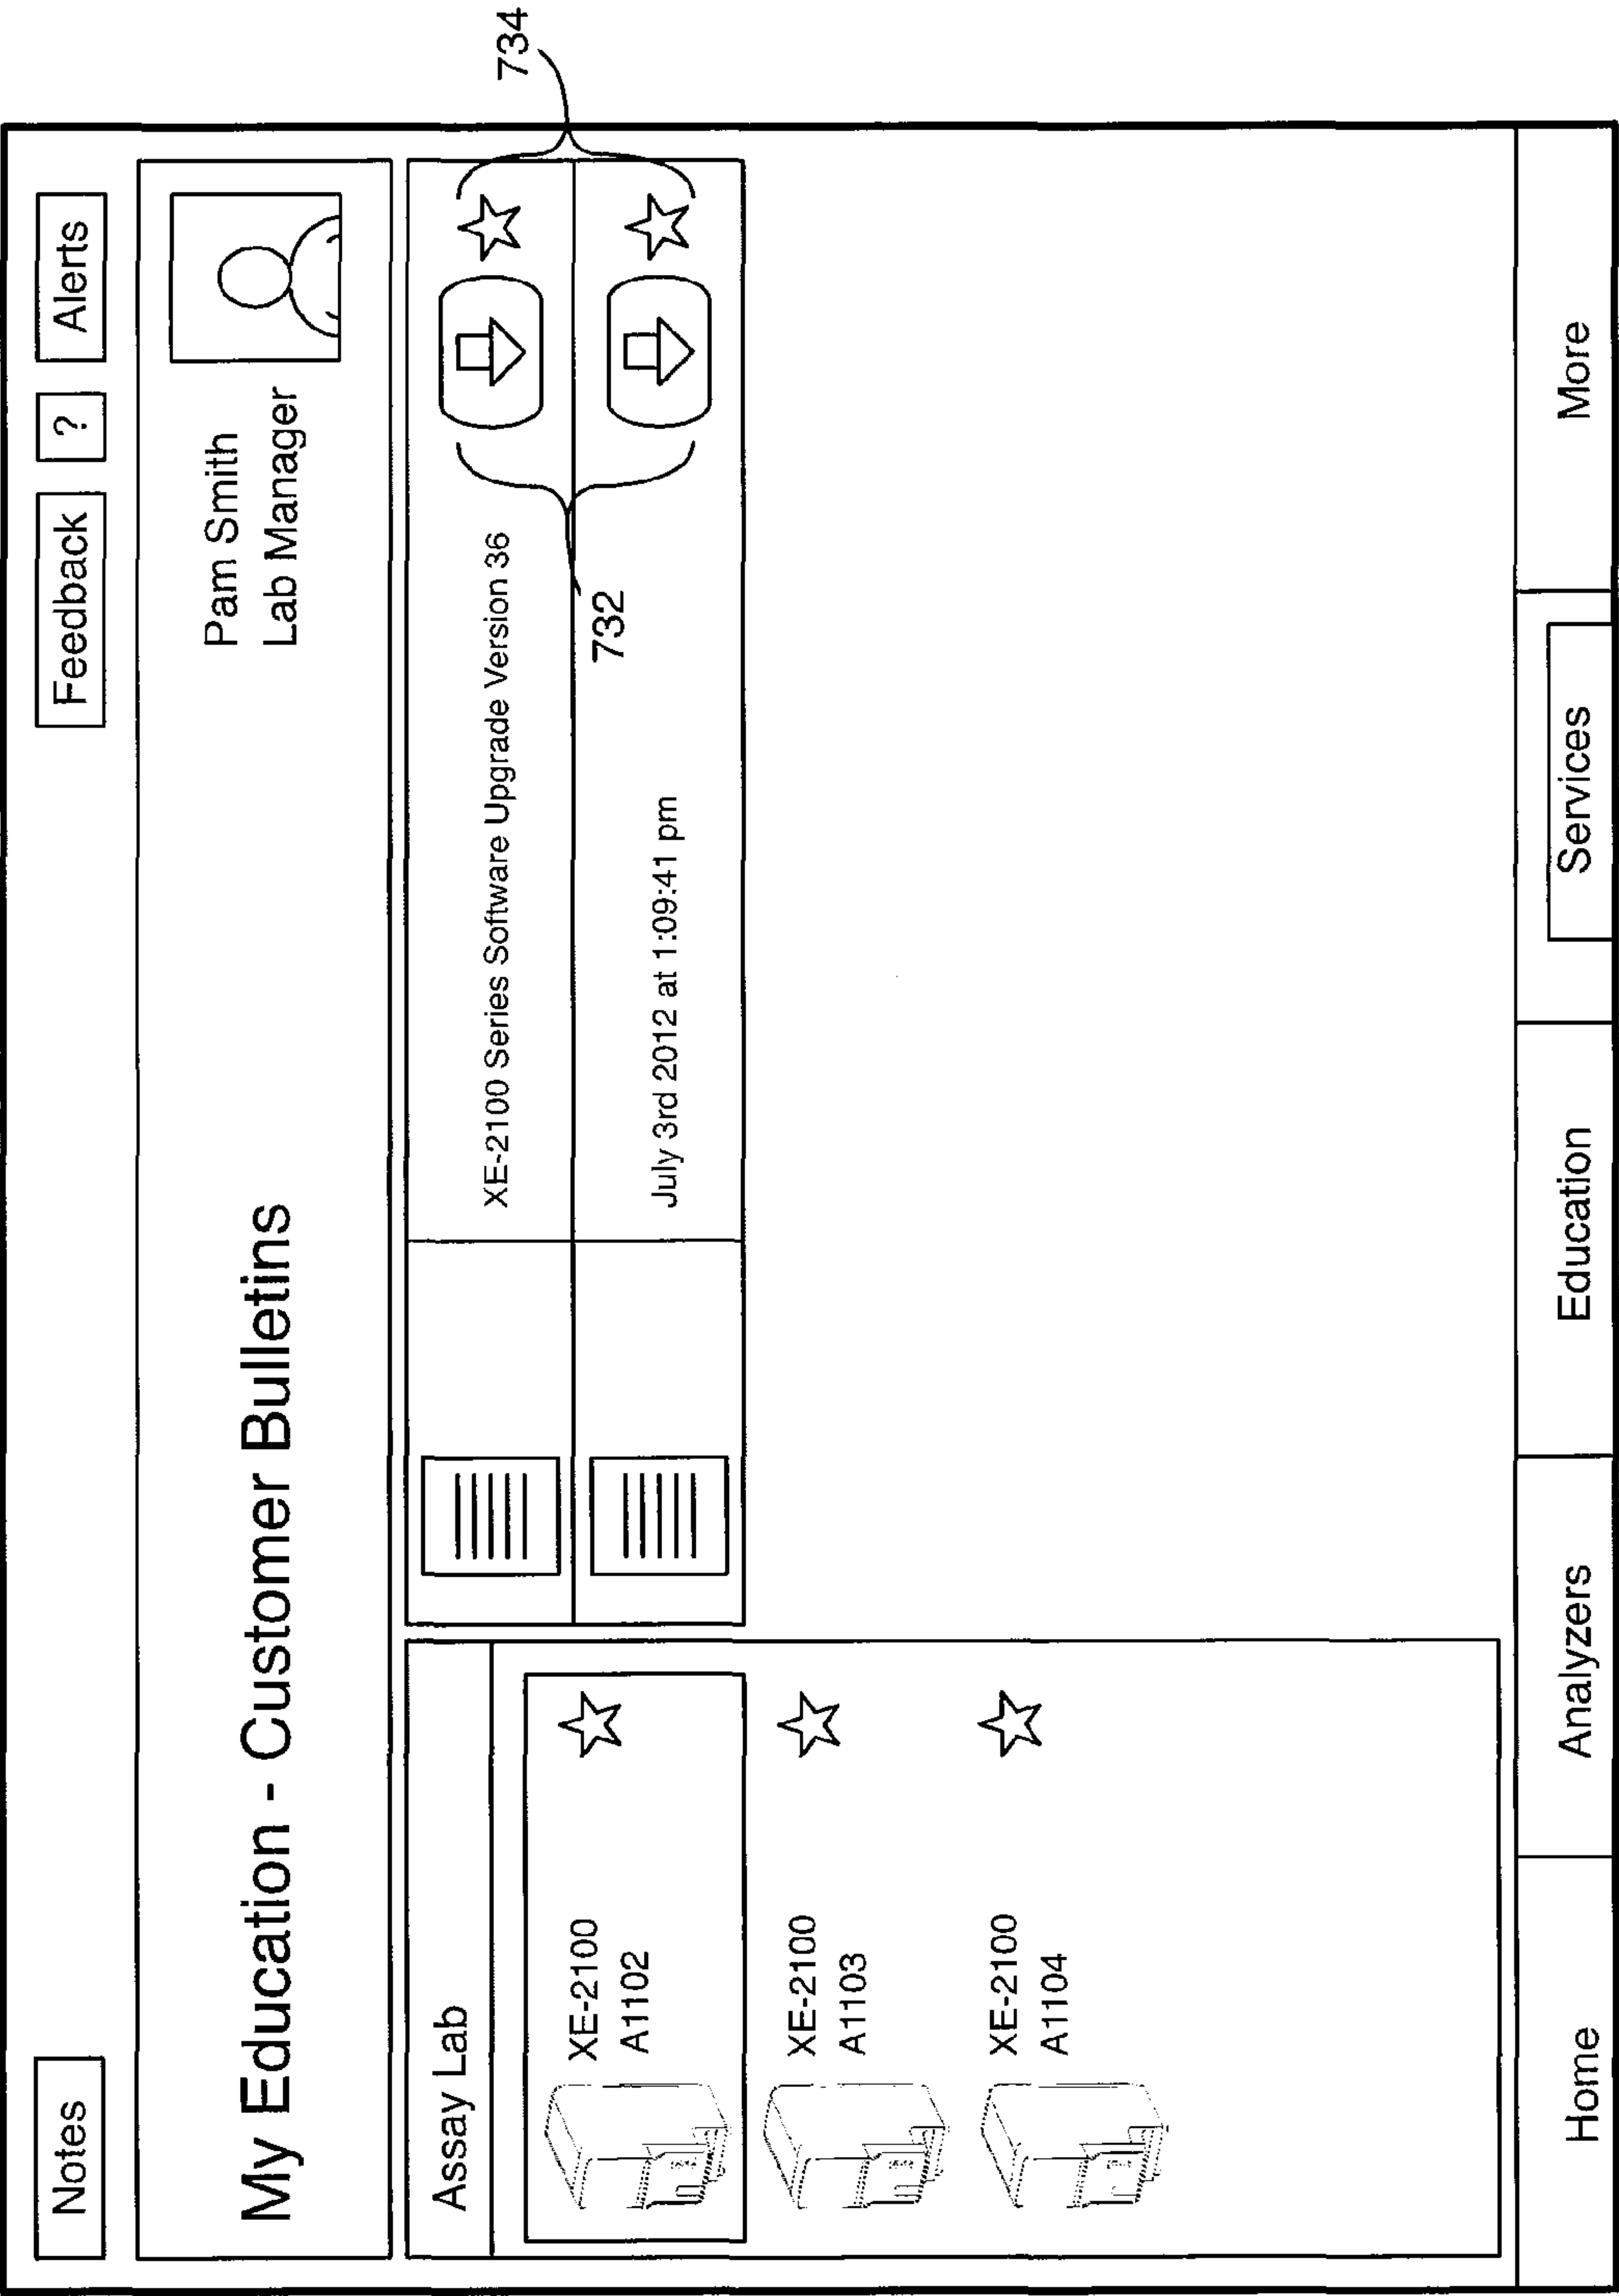 Notes
Feedback
?
Alerts
My Education - Customer Bulletins
Pam Smith
Lab Manager
Assay Lab
XE-2100
A1102
XE-2100
A1103
XE-2100
A1104
XE-2100 Series Software Upgrade Version 36
July 3rd 2012 at 1:09:41 pm
732
734
Home
Analyzers
Education
Services
More